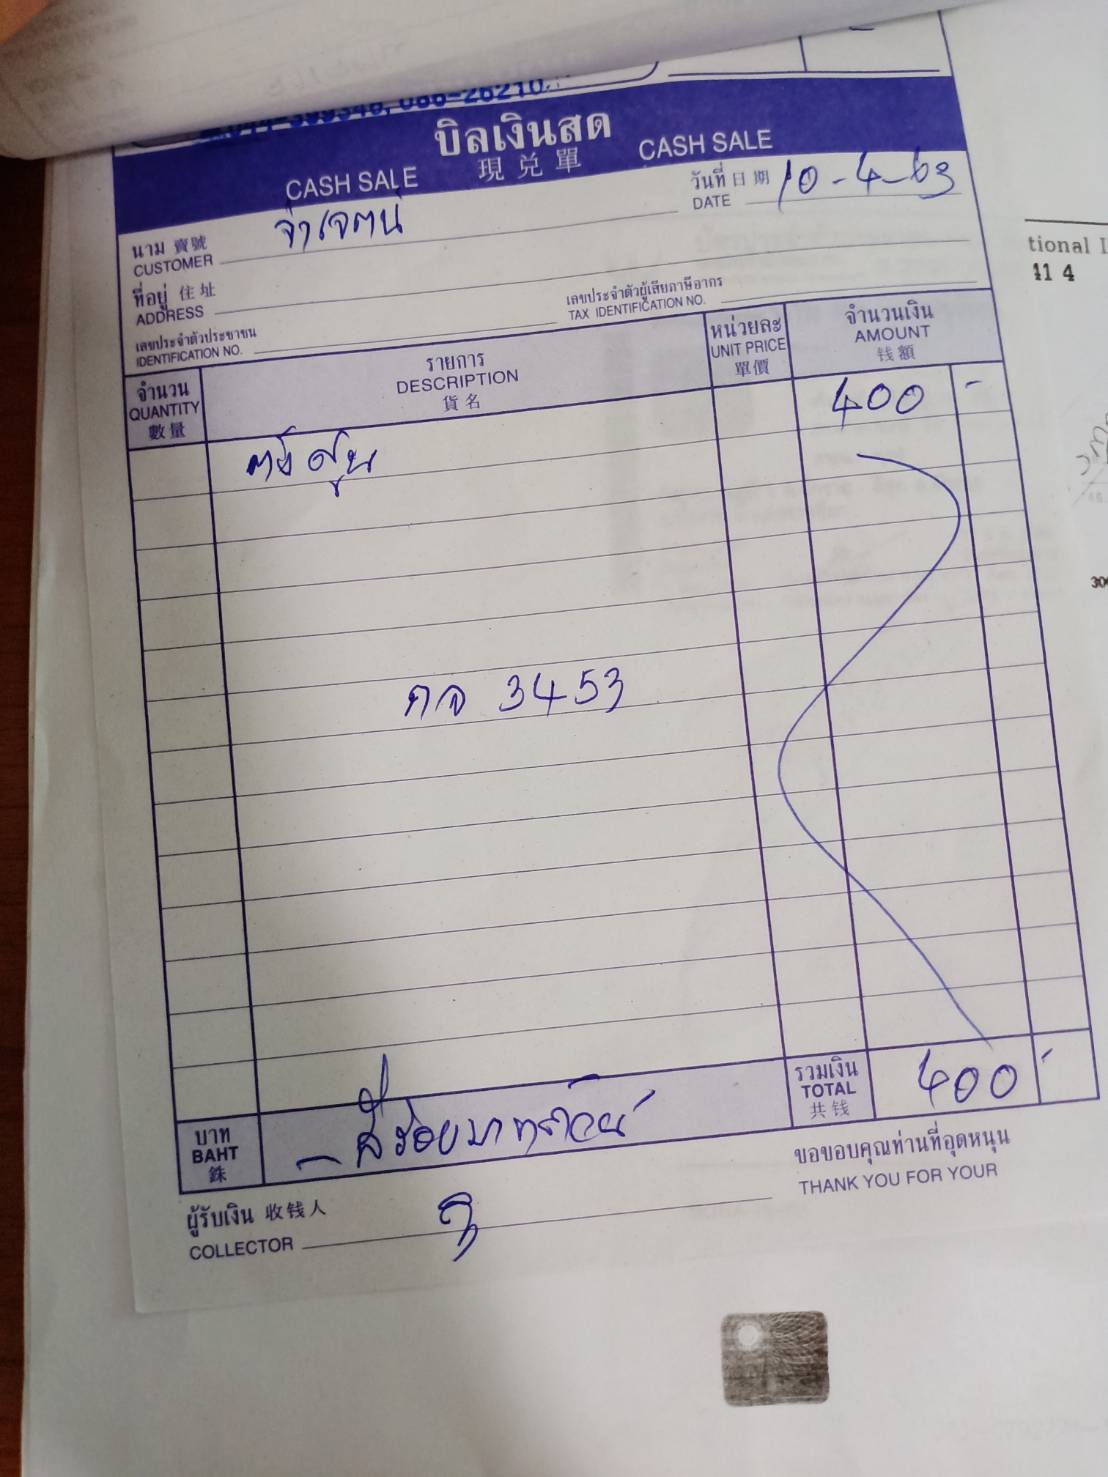 บิลเงินสด
CASH SALE 現兑單 CASH SALE
วันที่ 日期 DATE 10-4-63
นาม 賣號 CUSTOMER จ่าเจตน์
ที่อยู่ 住址 ADDRESS
เลขประจำตัวประชาชน IDENTIFICATION NO.
เลขประจำตัวผู้เสียภาษีอากร TAX IDENTIFICATION NO.
จำนวน QUANTITY 數量
รายการ DESCRIPTION 貨名
หน่วยละ UNIT PRICE 單價
จำนวนเงิน AMOUNT 钱額
ตั้งศูน 400 -
กจ 3453
บาท BAHT 銖 - สี่ร้อยบาทถ้วน -
รวมเงิน TOTAL 共钱 400 -
ผู้รับเงิน 收钱人 COLLECTOR
ขอขอบคุณท่านที่อุดหนุน
THANK YOU FOR YOUR
tional I
41 4